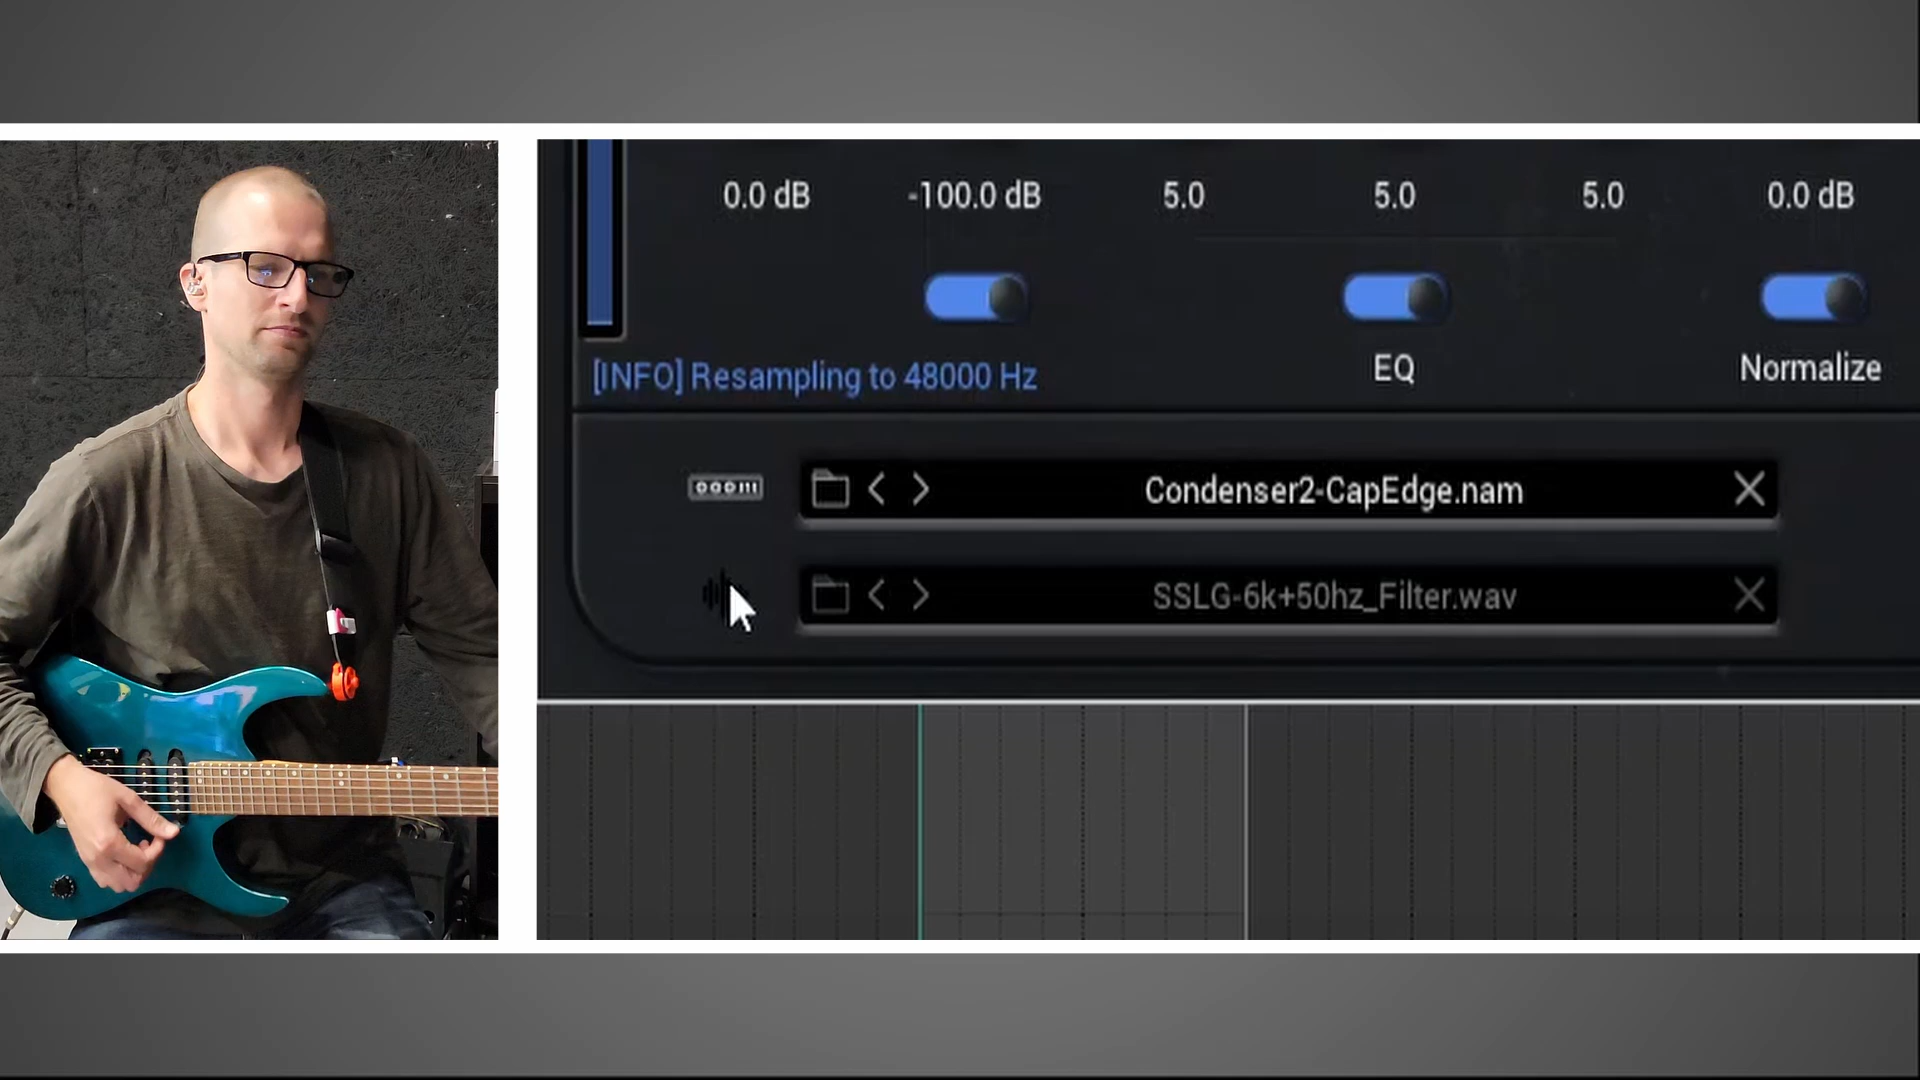 0.0 dB -100.0 dB 5.0 5.0 5.0 0.0 dB
[INFO] Resampling to 48000 Hz EQ Normalize
Condenser2-CapEdge.nam
SSLG-6k+50hz_Filter.wav